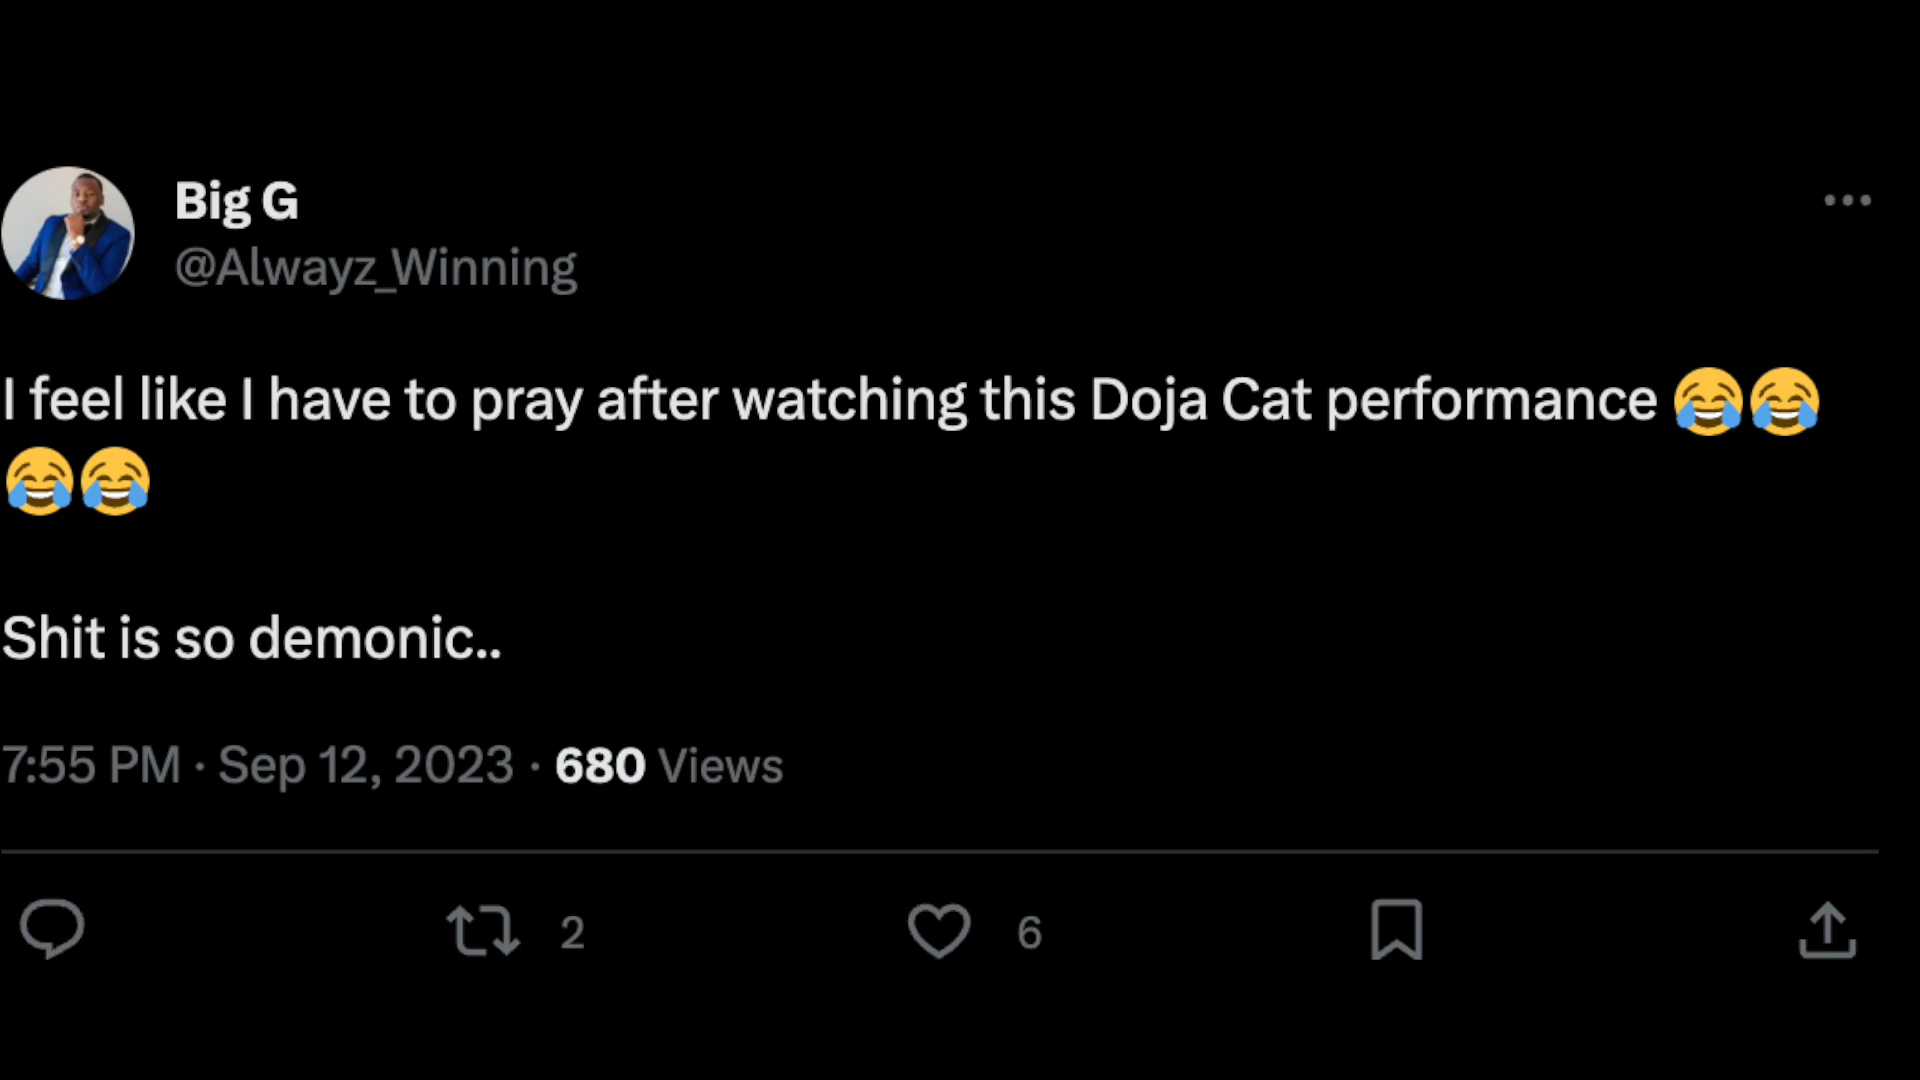 Big G
@Alwayz_Winning
I feel like I have to pray after watching this Doja Cat performance 😂😂
😂😂
Shit is so demonic..
7:55 PM · Sep 12, 2023 · 680 Views
2 6